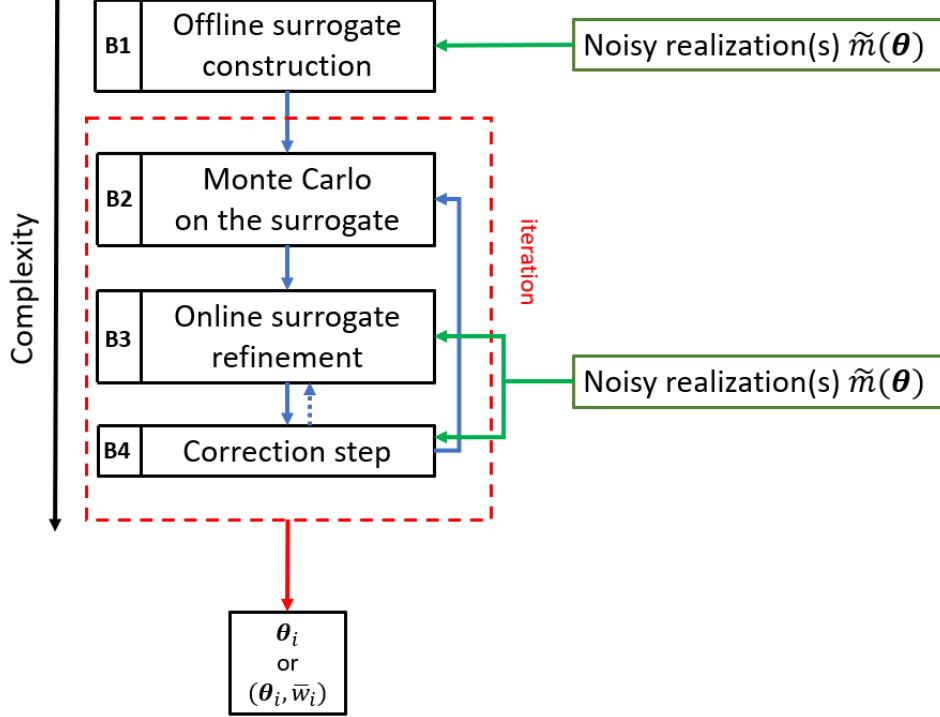 B1
Offline surrogate
construction
Noisy realization(s) m̃(θ)
B2
Monte Carlo
on the surrogate
Complexity
iteration
B3
Online surrogate
refinement
Noisy realization(s) m̃(θ)
B4
Correction step
θᵢ
or
(θᵢ, w̅ᵢ)